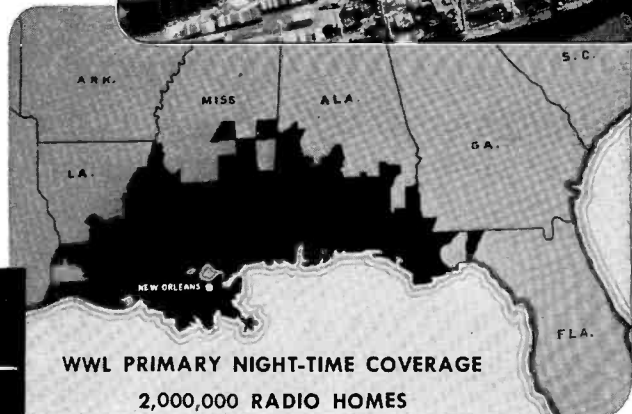 S.C.
ARK.
MISS
ALA.
GA.
LA.
NEW ORLEANS
FLA.
WWL PRIMARY NIGHT-TIME COVERAGE
2,000,000 RADIO HOMES